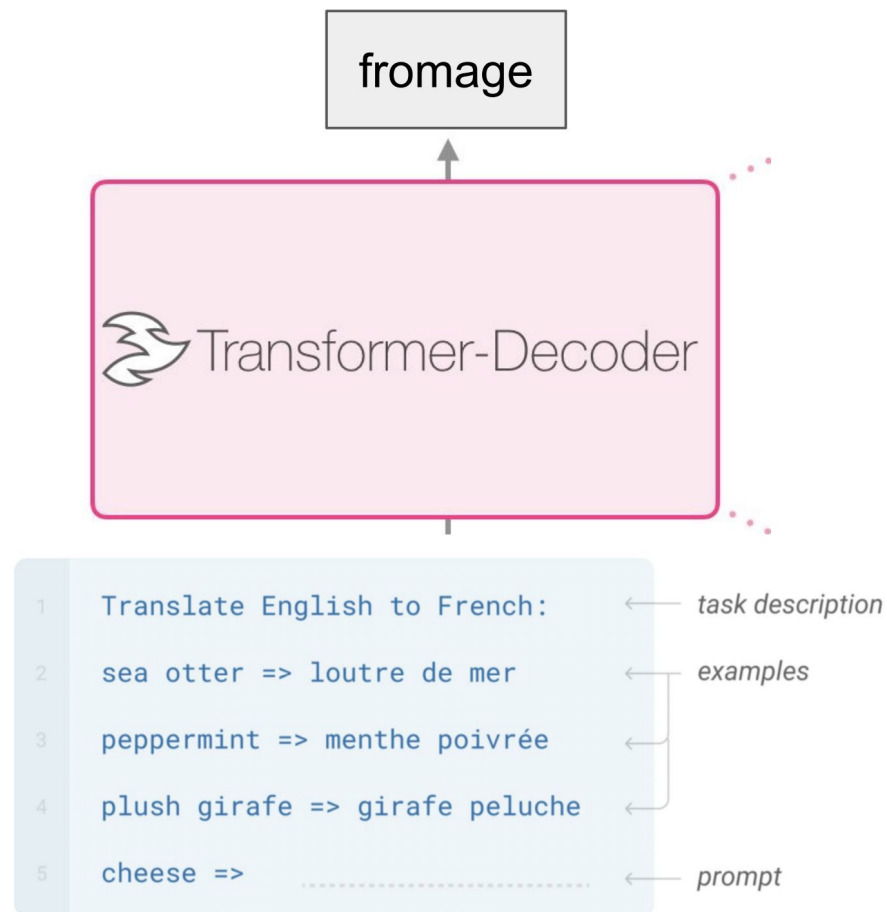 fromage
Transformer-Decoder
1 Translate English to French: task description
2 sea otter => loutre de mer examples
3 peppermint => menthe poivrée
4 plush girafe => girafe peluche
5 cheese => prompt